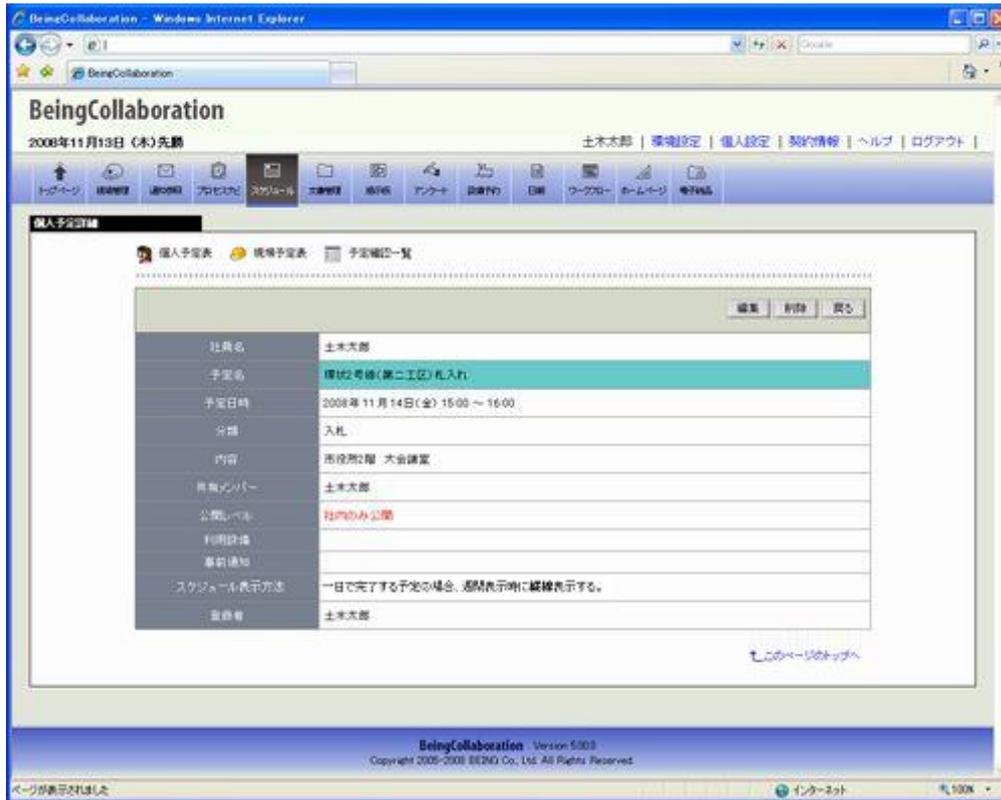 BeingCollaboration - Windows Internet Explorer
Google
BeingCollaboration
BeingCollaboration
2008年11月13日 (木)先勝
土木太郎 | 環境設定 | 個人設定 | 契約情報 | ヘルプ | ログアウト |
トップページ 現場管理 プロセスナビ スケジュール 文書管理 掲示板 アンケート 設備予約 日報 ワークフロー ホームページ 電子納品
個人予定詳細
個人予定表 現場予定表 予定確認一覧
編集 削除 戻る
社員名 土木太郎
予定名 環状2号線(第二工区)札入れ
予定日時 2008年11月14日(金) 15:00 ～ 16:00
分類 入札
内容 市役所2階 大会議室
共有メンバー 土木太郎
公開レベル 社内のみ公開
利用設備
事前通知
スケジュール表示方法 一日で完了する予定の場合、週間表示時に縦線表示する。
登録者 土木太郎
このページのトップへ
BeingCollaboration Version
Copyright 2005-2008 BEING Co., Ltd. All Rights Reserved.
ページが表示されました
インターネット
100%